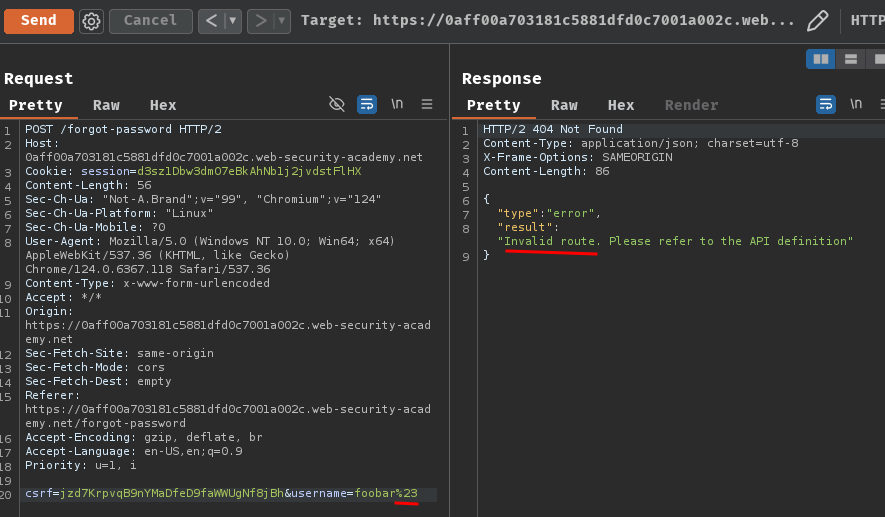 Send Cancel < > Target: https://0aff00a703181c5881dfd0c7001a002c.web... HTTP
Request
Pretty Raw Hex \n
1 POST /forgot-password HTTP/2
2 Host:
0aff00a703181c5881dfd0c7001a002c.web-security-academy.net
3 Cookie: session=d3sz1Dbw3dmO7eBkAhNb1j2jvdstFlHX
4 Content-Length: 56
5 Sec-Ch-Ua: "Not-A.Brand";v="99", "Chromium";v="124"
6 Sec-Ch-Ua-Platform: "Linux"
7 Sec-Ch-Ua-Mobile: ?0
8 User-Agent: Mozilla/5.0 (Windows NT 10.0; Win64; x64)
AppleWebKit/537.36 (KHTML, like Gecko)
Chrome/124.0.6367.118 Safari/537.36
9 Content-Type: x-www-form-urlencoded
10 Accept: */*
11 Origin:
https://0aff00a703181c5881dfd0c7001a002c.web-security-acad
emy.net
12 Sec-Fetch-Site: same-origin
13 Sec-Fetch-Mode: cors
14 Sec-Fetch-Dest: empty
15 Referer:
https://0aff00a703181c5881dfd0c7001a002c.web-security-acad
emy.net/forgot-password
16 Accept-Encoding: gzip, deflate, br
17 Accept-Language: en-US,en;q=0.9
18 Priority: u=1, i
19
20 csrf=jzd7KrpvqB9nYMaDfeD9faWWUgNf8jBh&username=foobar%23
Response
Pretty Raw Hex Render \n
1 HTTP/2 404 Not Found
2 Content-Type: application/json; charset=utf-8
3 X-Frame-Options: SAMEORIGIN
4 Content-Length: 86
5
6 {
7 "type":"error",
8 "result":
"Invalid route. Please refer to the API definition"
9 }